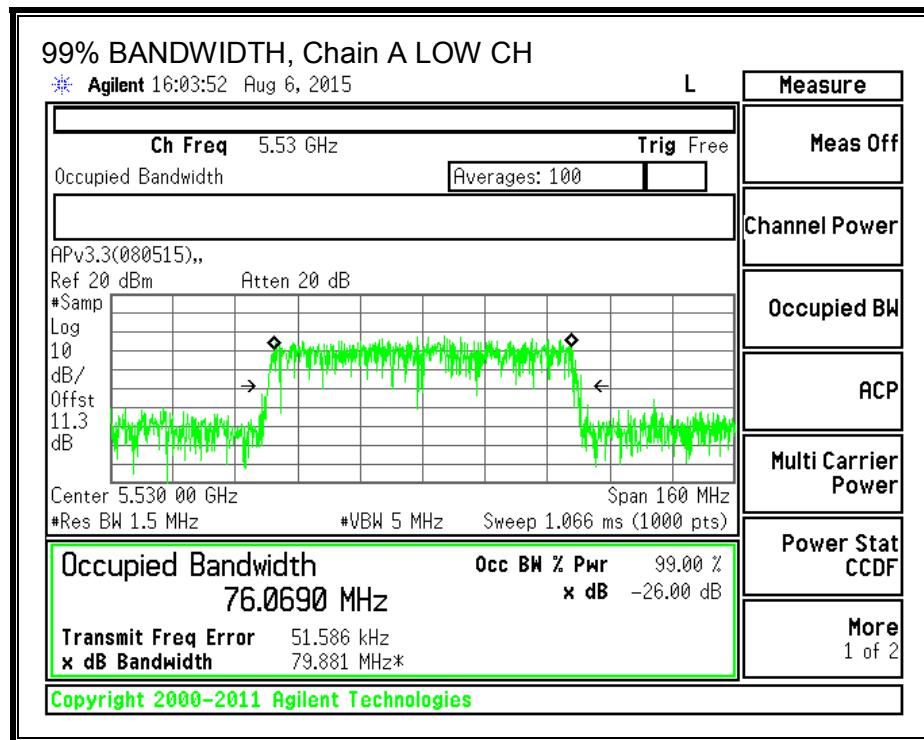 99% BANDWIDTH, Chain A LOW CH
Agilent 16:03:52 Aug 6, 2015 L
Measure
Ch Freq 5.53 GHz Trig Free
Occupied Bandwidth Averages: 100
APv3.3(080515),,
Ref 20 dBm Atten 20 dB
#Samp
Log
10
dB/
Offst
11.3
dB
Center 5.530 00 GHz Span 160 MHz
#Res BW 1.5 MHz #VBW 5 MHz Sweep 1.066 ms (1000 pts)
Occupied Bandwidth Occ BW % Pwr 99.00 %
76.0690 MHz x dB -26.00 dB
Transmit Freq Error 51.586 kHz
x dB Bandwidth 79.881 MHz*
Copyright 2000-2011 Agilent Technologies
Meas Off
Channel Power
Occupied BW
ACP
Multi Carrier
Power
Power Stat
CCDF
More
1 of 2